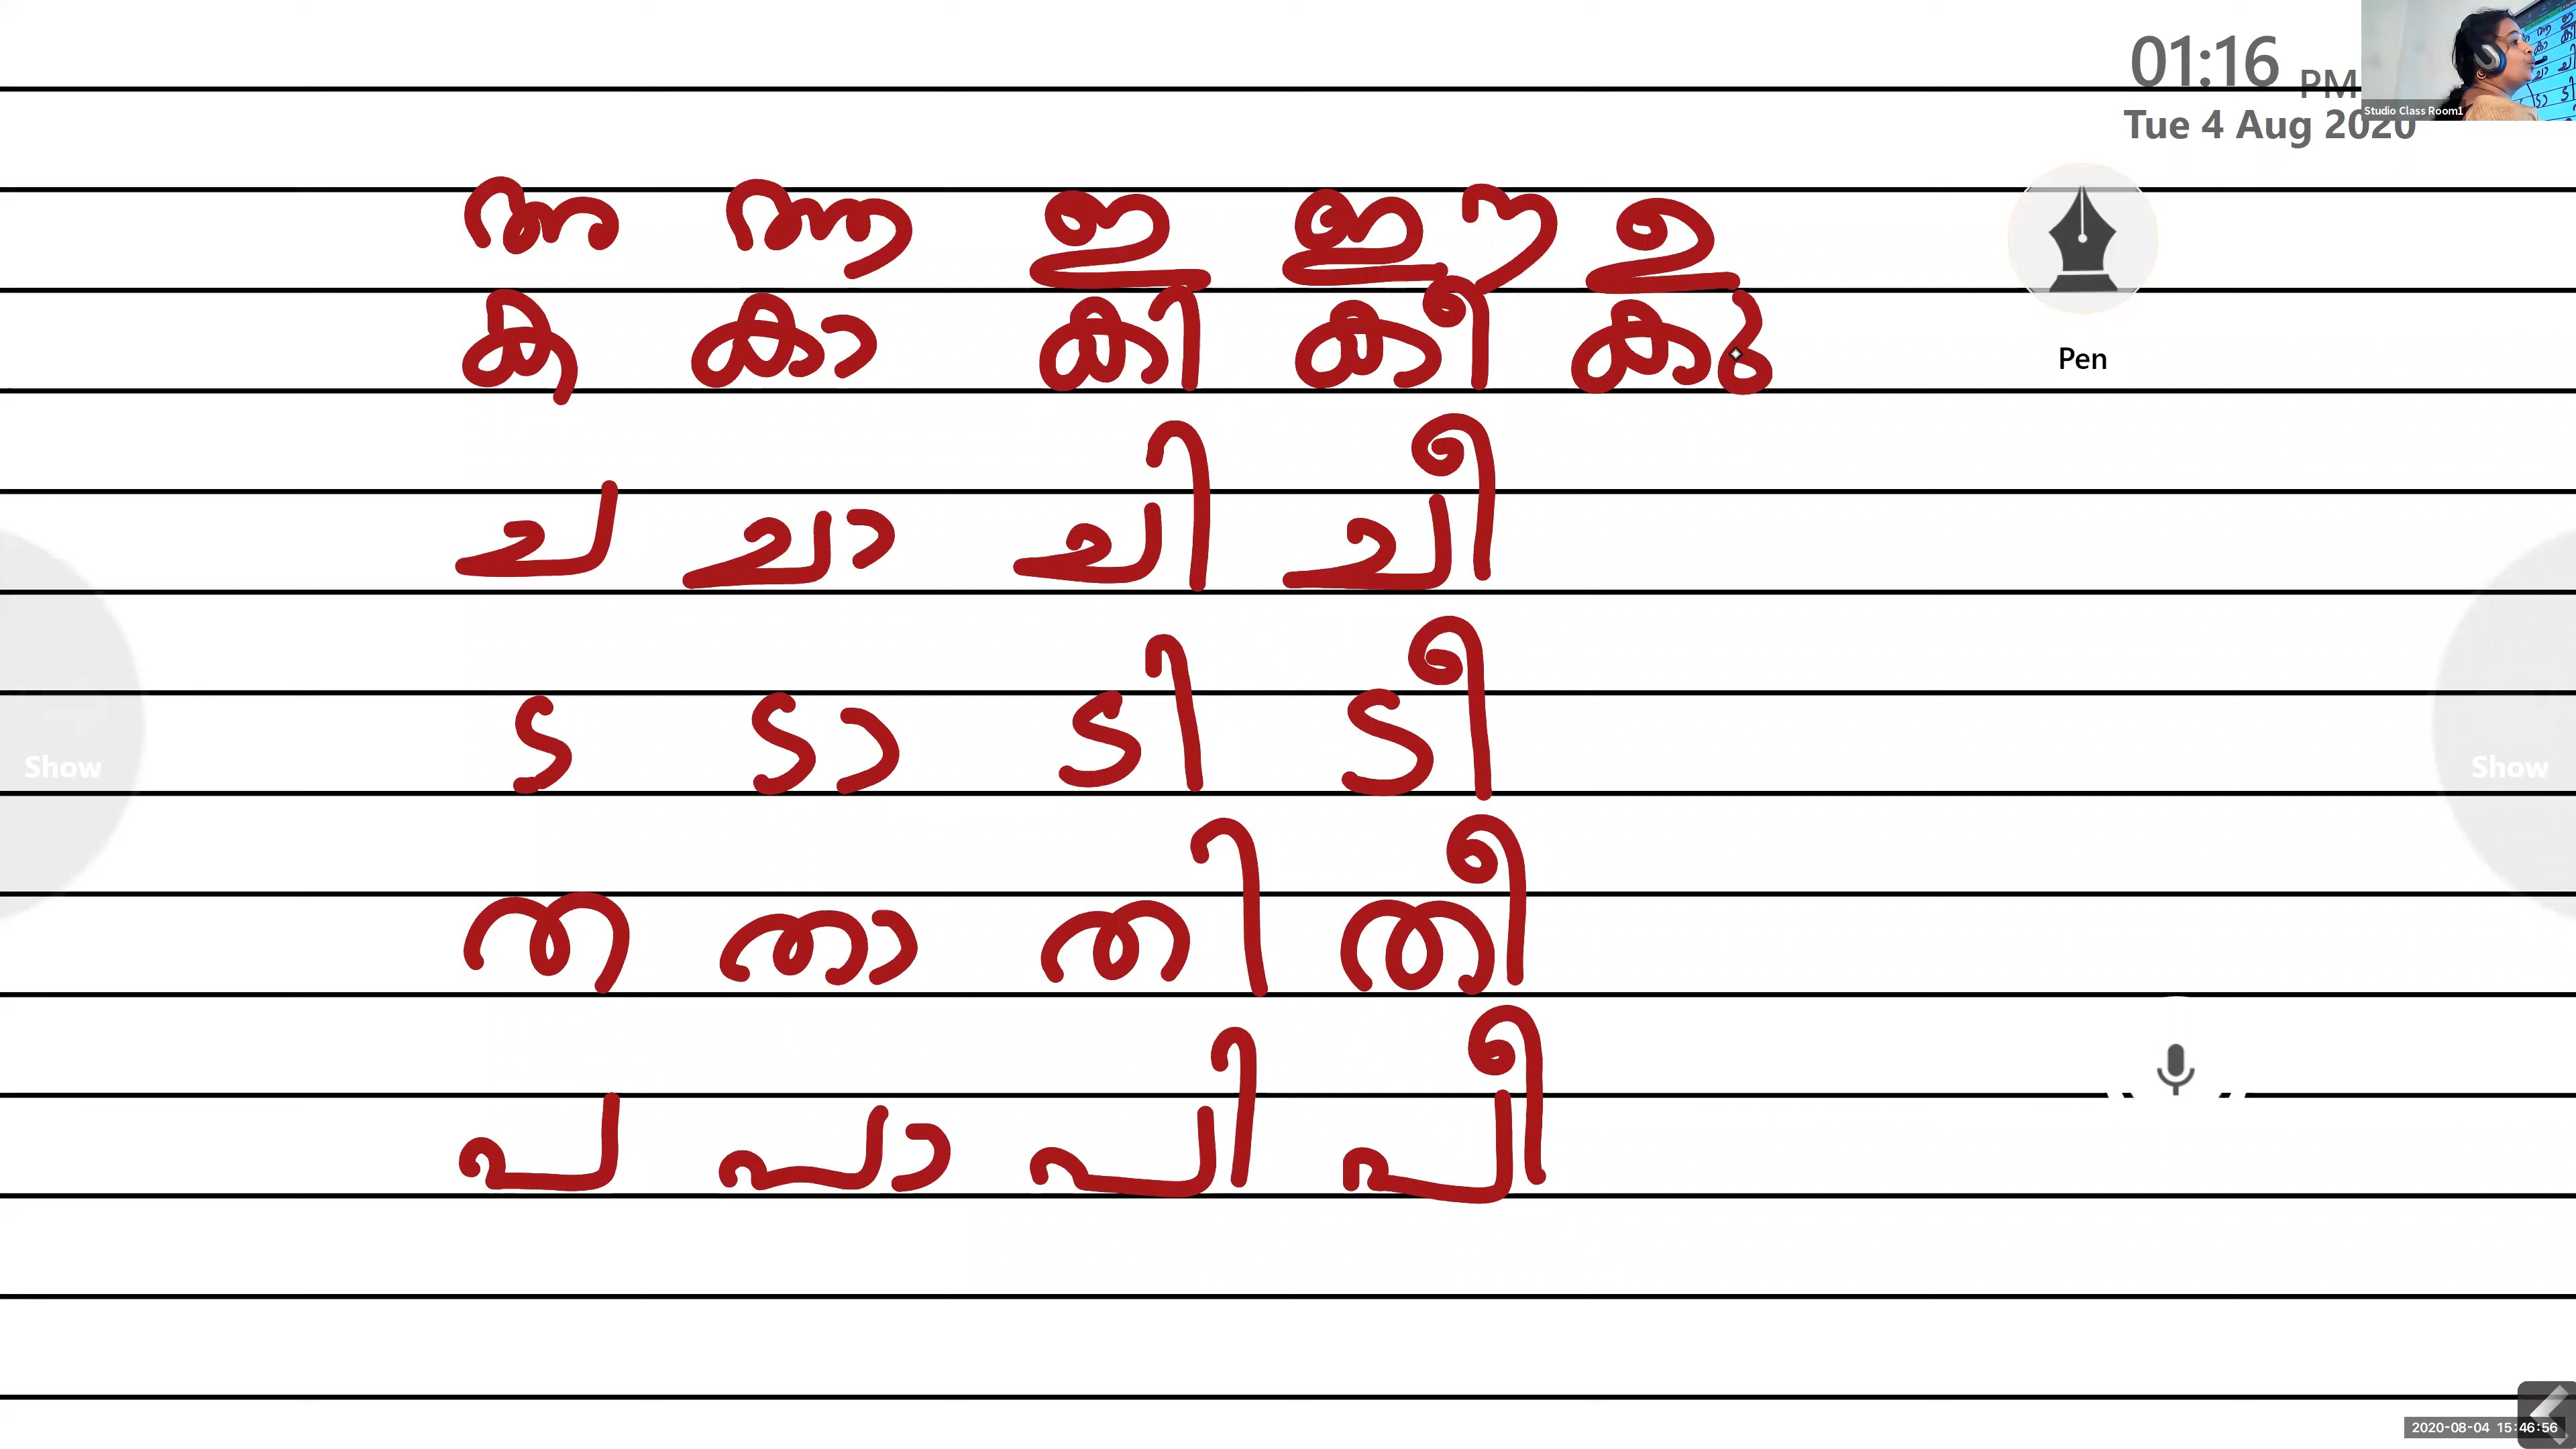 01:16 PM
Tue 4 Aug 2020
Studio Class Room1
അ ആ ഇ ഈ ഉ
ക കാ കി കീ കു
Pen
ച ചാ ചി ചീ
ട ടാ ടി ടീ
Show Show
ത താ തി തീ
പ പാ പി പീ
2020-08-04 15:46:56